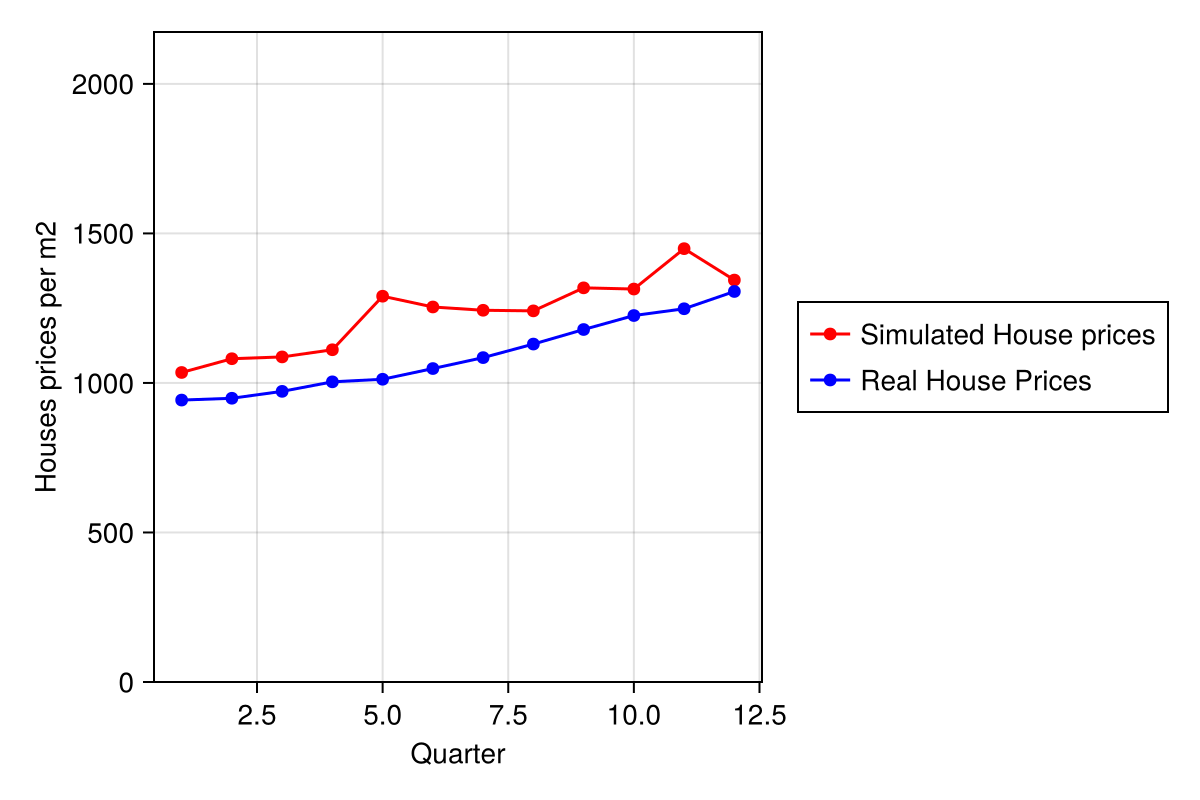 2000
1500
1000
500
0
Houses prices per m2
2.5 5.0 7.5 10.0 12.5
Quarter
Simulated House prices
Real House Prices